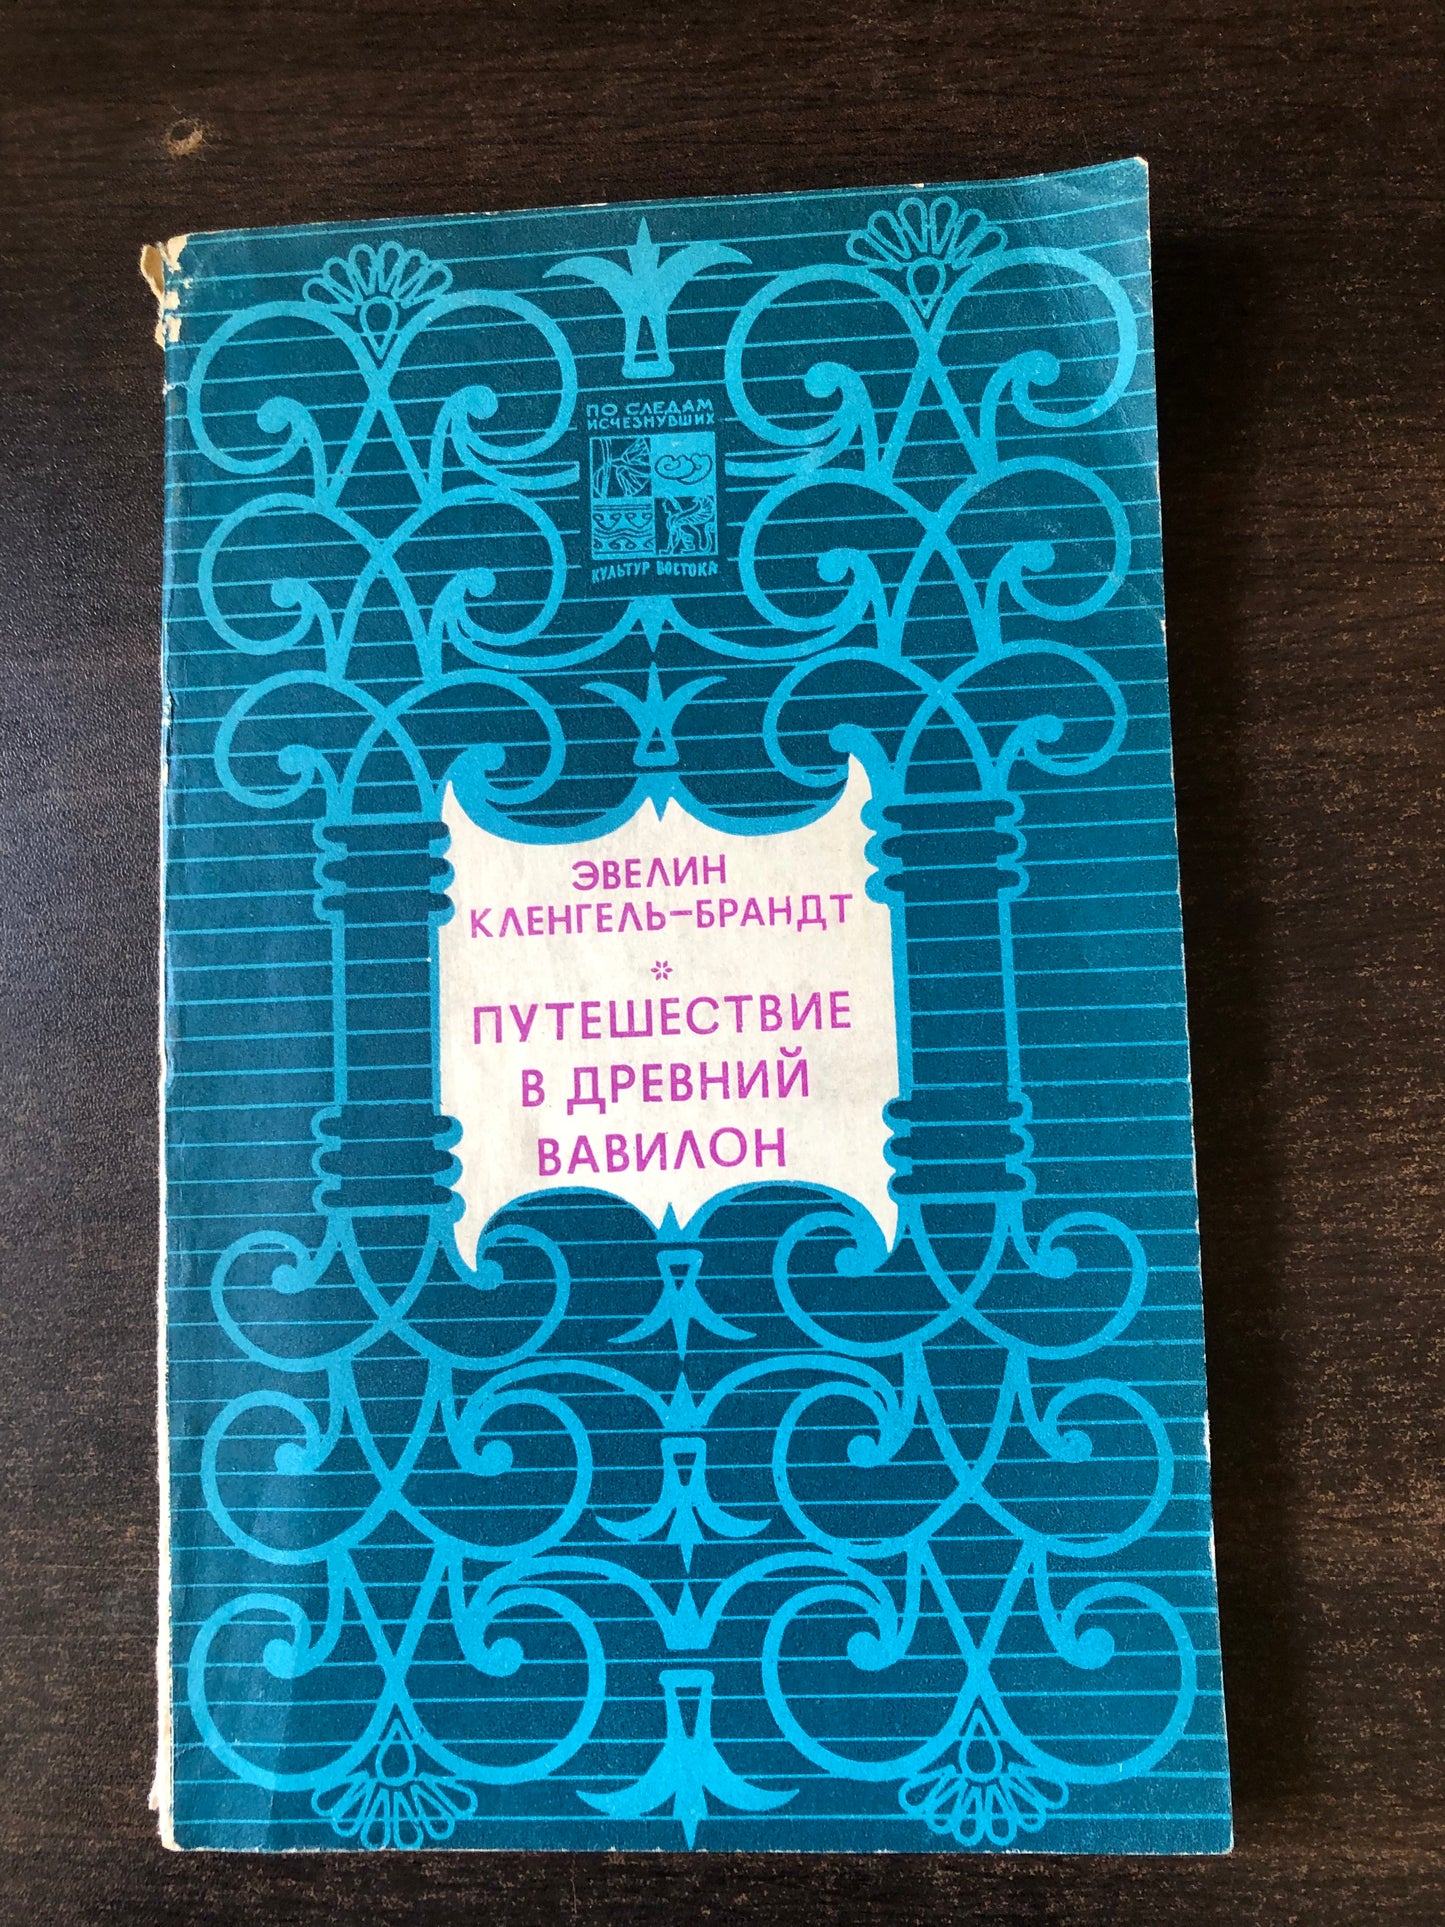 ПО СЛЕДАМ
ИСЧЕЗНУВШИХ
КУЛЬТУР ВОСТОКА
ЭВЕЛИН
КЛЕНГЕЛЬ-БРАНДТ
ПУТЕШЕСТВИЕ
В ДРЕВНИЙ
ВАВИЛОН